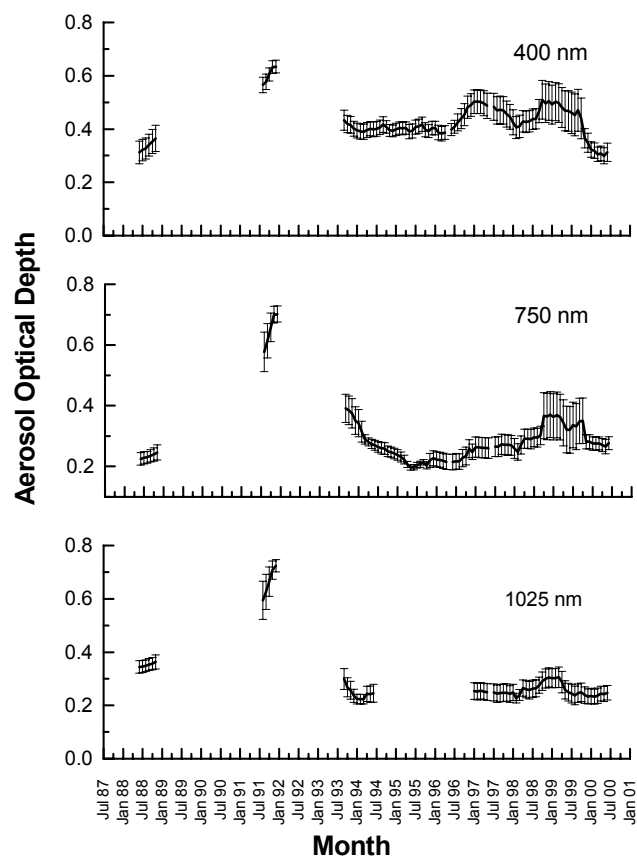 Aerosol Optical Depth
0.8
0.6
0.4
0.2
0.0
400 nm
0.8
0.6
0.4
0.2
750 nm
0.8
0.6
0.4
0.2
0.0
1025 nm
Jul 87
Jan 88
Jul 88
Jan 89
Jul 89
Jan 90
Jul 90
Jan 91
Jul 91
Jan 92
Jul 92
Jan 93
Jul 93
Jan 94
Jul 94
Jan 95
Jul 95
Jan 96
Jul 96
Jan 97
Jul 97
Jan 98
Jul 98
Jan 99
Jul 99
Jan 00
Jul 00
Jan 01
Month